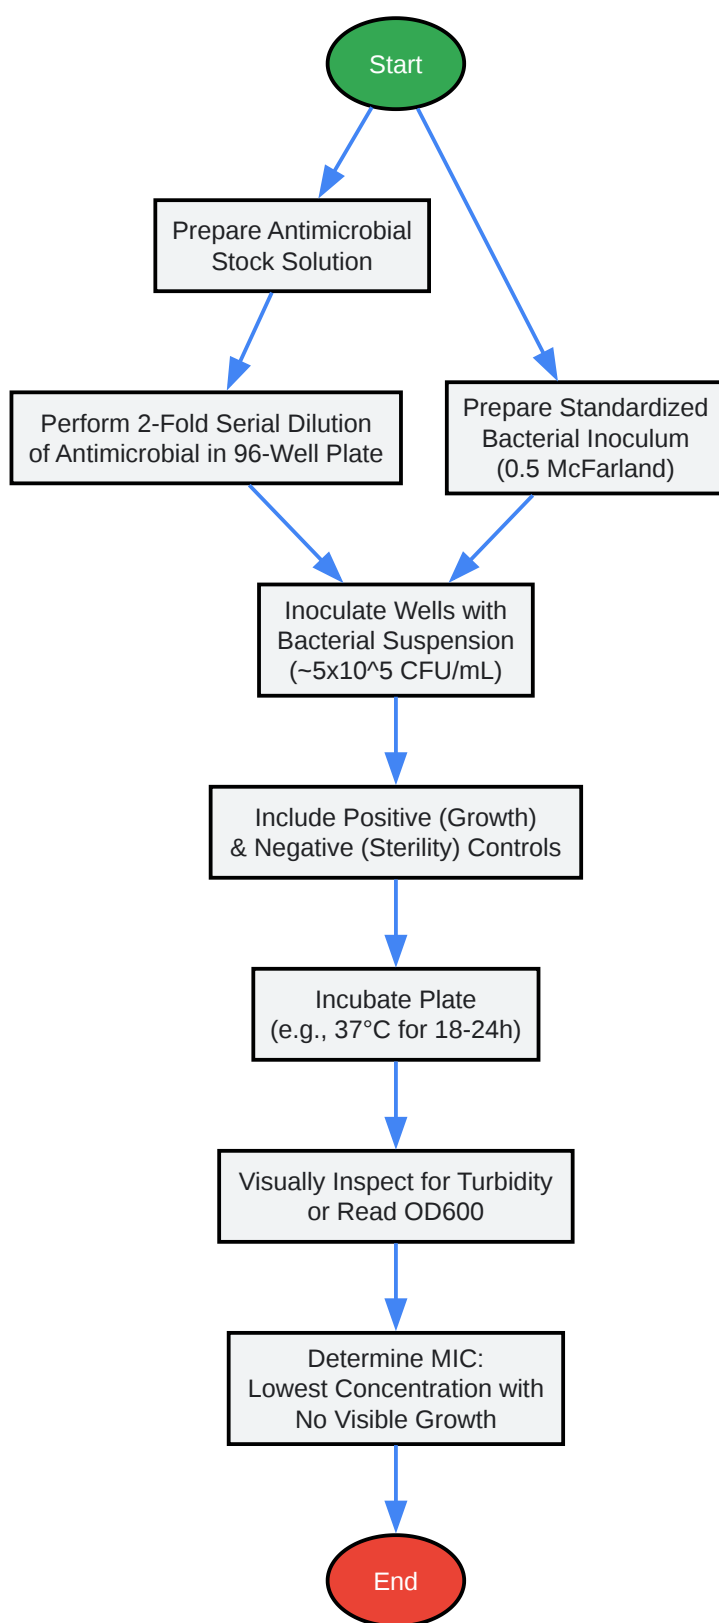 Start
Prepare Antimicrobial
Stock Solution
Perform 2-Fold Serial Dilution
of Antimicrobial in 96-Well Plate
Prepare Standardized
Bacterial Inoculum
(0.5 McFarland)
Inoculate Wells with
Bacterial Suspension
(~5x10^5 CFU/mL)
Include Positive (Growth)
& Negative (Sterility) Controls
Incubate Plate
(e.g., 37°C for 18-24h)
Visually Inspect for Turbidity
or Read OD600
Determine MIC:
Lowest Concentration with
No Visible Growth
End